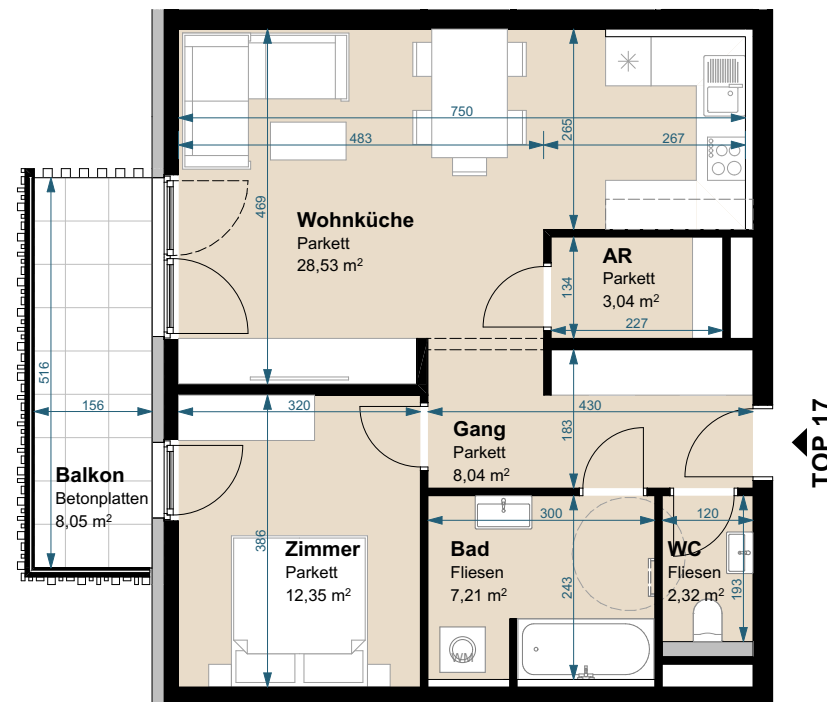 750
483
265
267
469
Wohnküche
Parkett
28,53 m²
AR
Parkett
3,04 m²
134
227
516
156
320
430
183
Gang
Parkett
8,04 m²
TOP 17
Balkon
Betonplatten
8,05 m²
386
Zimmer
Parkett
12,35 m²
300
Bad
Fliesen
7,21 m²
243
WM
120
WC
Fliesen
2,32 m²
193